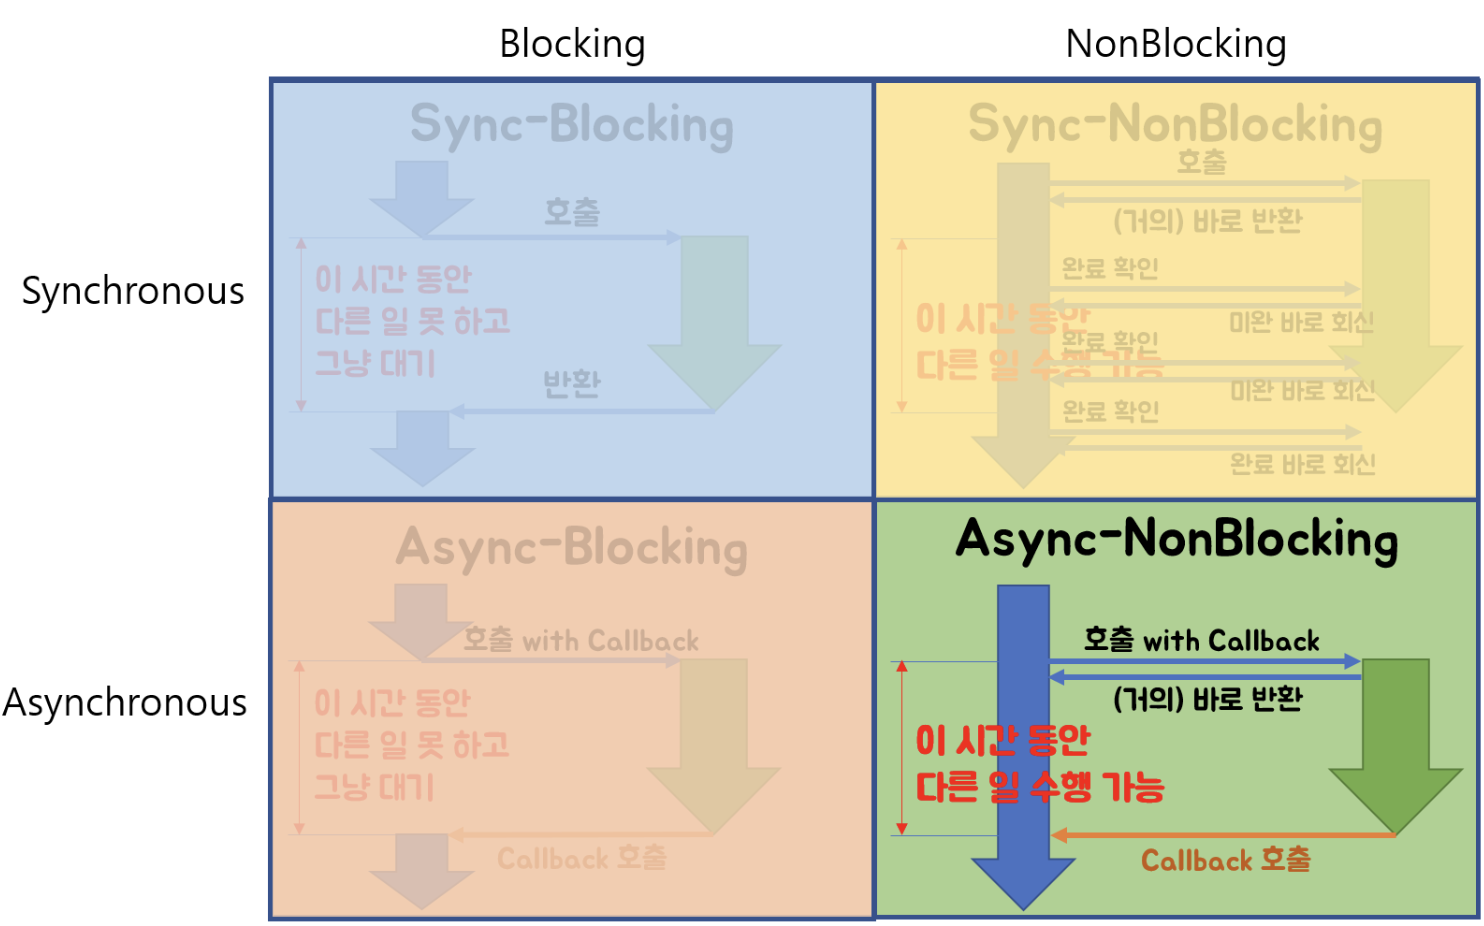 Blocking
NonBlocking
Synchronous
Sync-Blocking
호출
이 시간 동안
다른 일 못 하고
그냥 대기
반환
Sync-NonBlocking
호출
(거의) 바로 반환
완료 확인
이 시간 동안
미완 바로 회신
완료 확인
다른 일 수행 가능
미완 바로 회신
완료 확인
완료 바로 회신
Asynchronous
Async-Blocking
호출 with Callback
이 시간 동안
다른 일 못 하고
그냥 대기
Callback 호출
Async-NonBlocking
호출 with Callback
(거의) 바로 반환
이 시간 동안
다른 일 수행 가능
Callback 호출